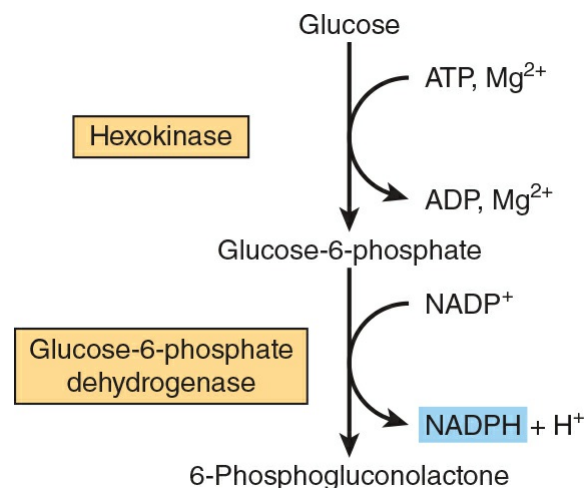 Glucose
ATP, Mg²⁺
Hexokinase
ADP, Mg²⁺
Glucose-6-phosphate
NADP⁺
Glucose-6-phosphate
dehydrogenase
NADPH + H⁺
6-Phosphogluconolactone